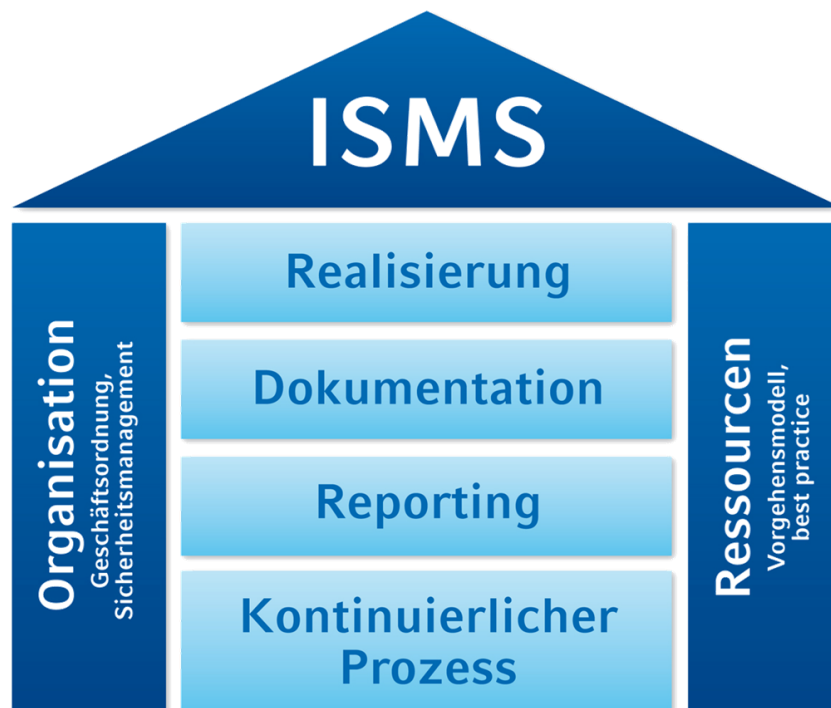 ISMS
Organisation
Geschäftsordnung,
Sicherheitsmanagement
Realisierung
Dokumentation
Reporting
Kontinuierlicher
Prozess
Ressourcen
Vorgehensmodell,
best practice